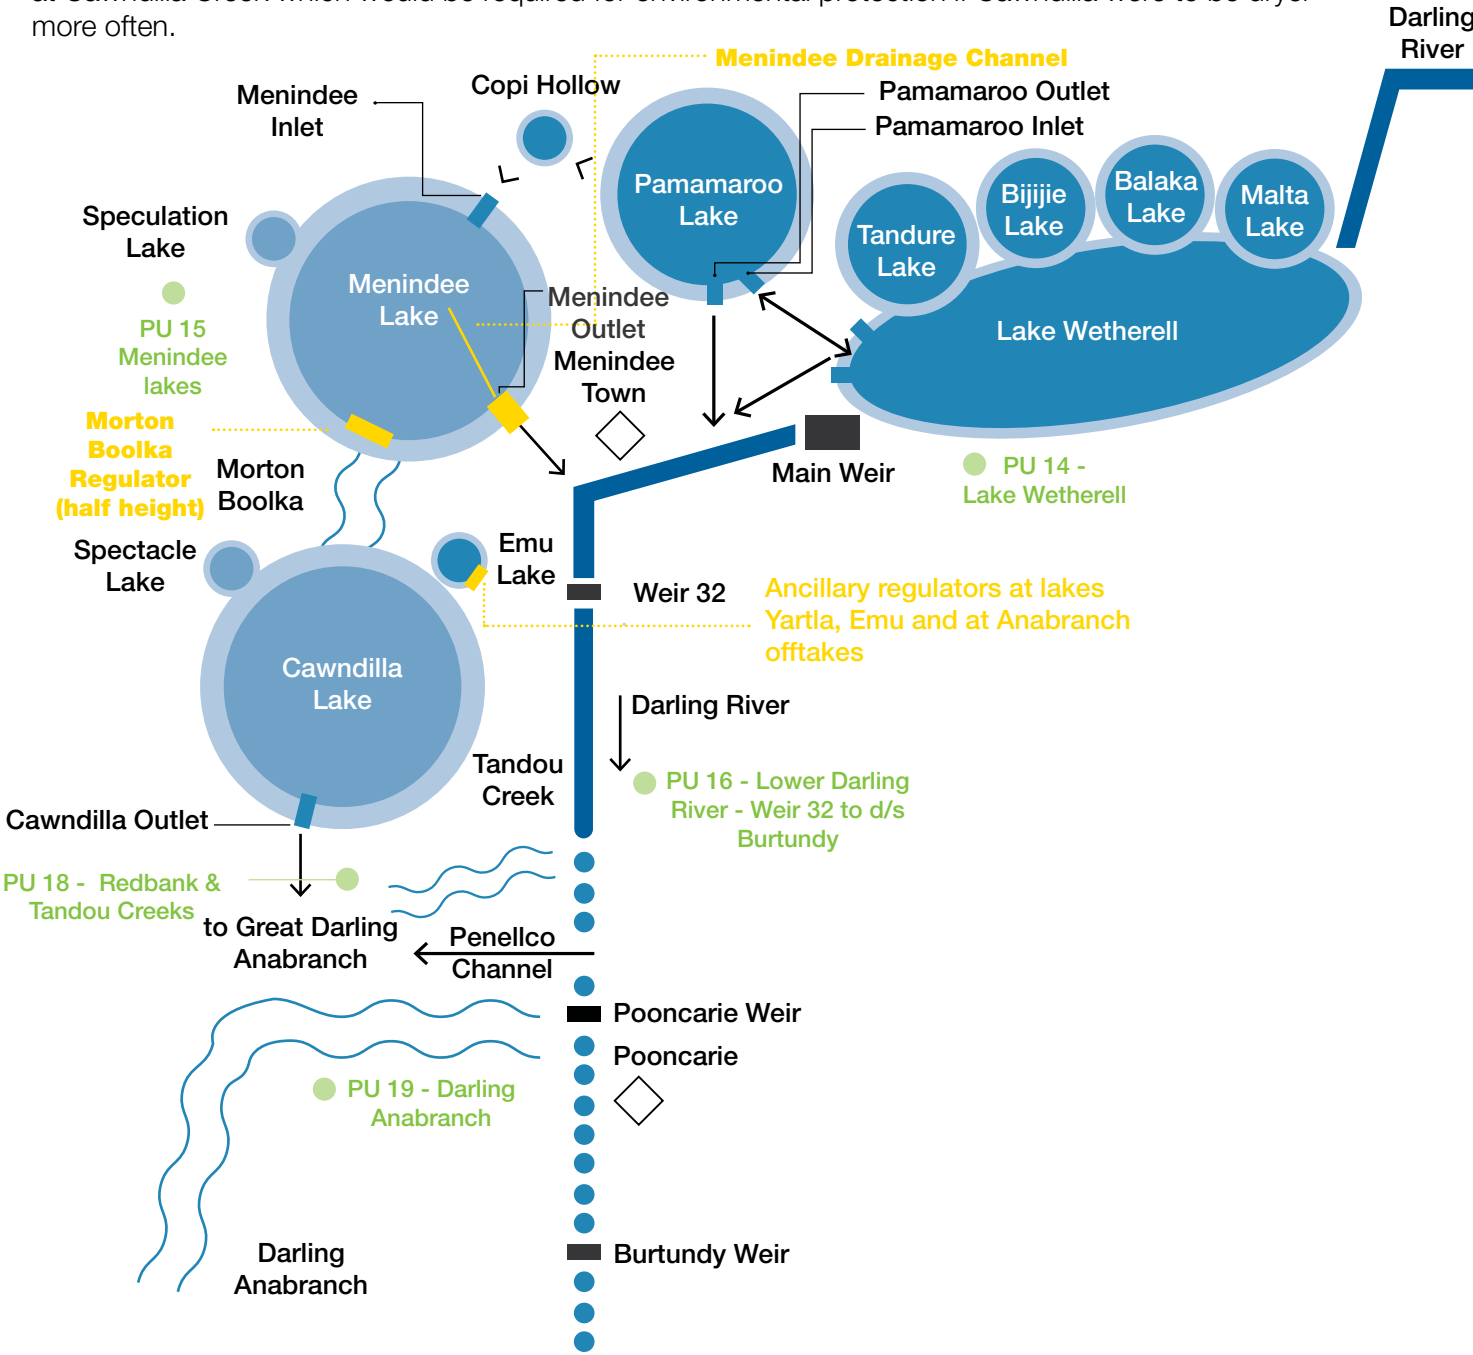 more often.
Darling
River
Menindee Drainage Channel
Copi Hollow
Menindee
Inlet
Pamamaroo Outlet
Pamamaroo Inlet
Pamamaroo
Lake
Bijijie
Lake
Balaka
Lake
Malta
Lake
Tandure
Lake
Lake Wetherell
Speculation
Lake
Menindee
Lake
Menindee
Outlet
Menindee
Town
PU 15
Menindee
lakes
Morton
Boolka
Regulator
(half height)
Morton
Boolka
Main Weir
PU 14 -
Lake Wetherell
Spectacle
Lake
Emu
Lake
Weir 32
Ancillary regulators at lakes
Yartla, Emu and at Anabranch
offtakes
Cawndilla
Lake
Darling River
Tandou
Creek
PU 16 - Lower Darling
River - Weir 32 to d/s
Burtundy
Cawndilla Outlet
PU 18 - Redbank &
Tandou Creeks
to Great Darling
Anabranch
Penellco
Channel
Pooncarie Weir
Pooncarie
PU 19 - Darling
Anabranch
Darling
Anabranch
Burtundy Weir